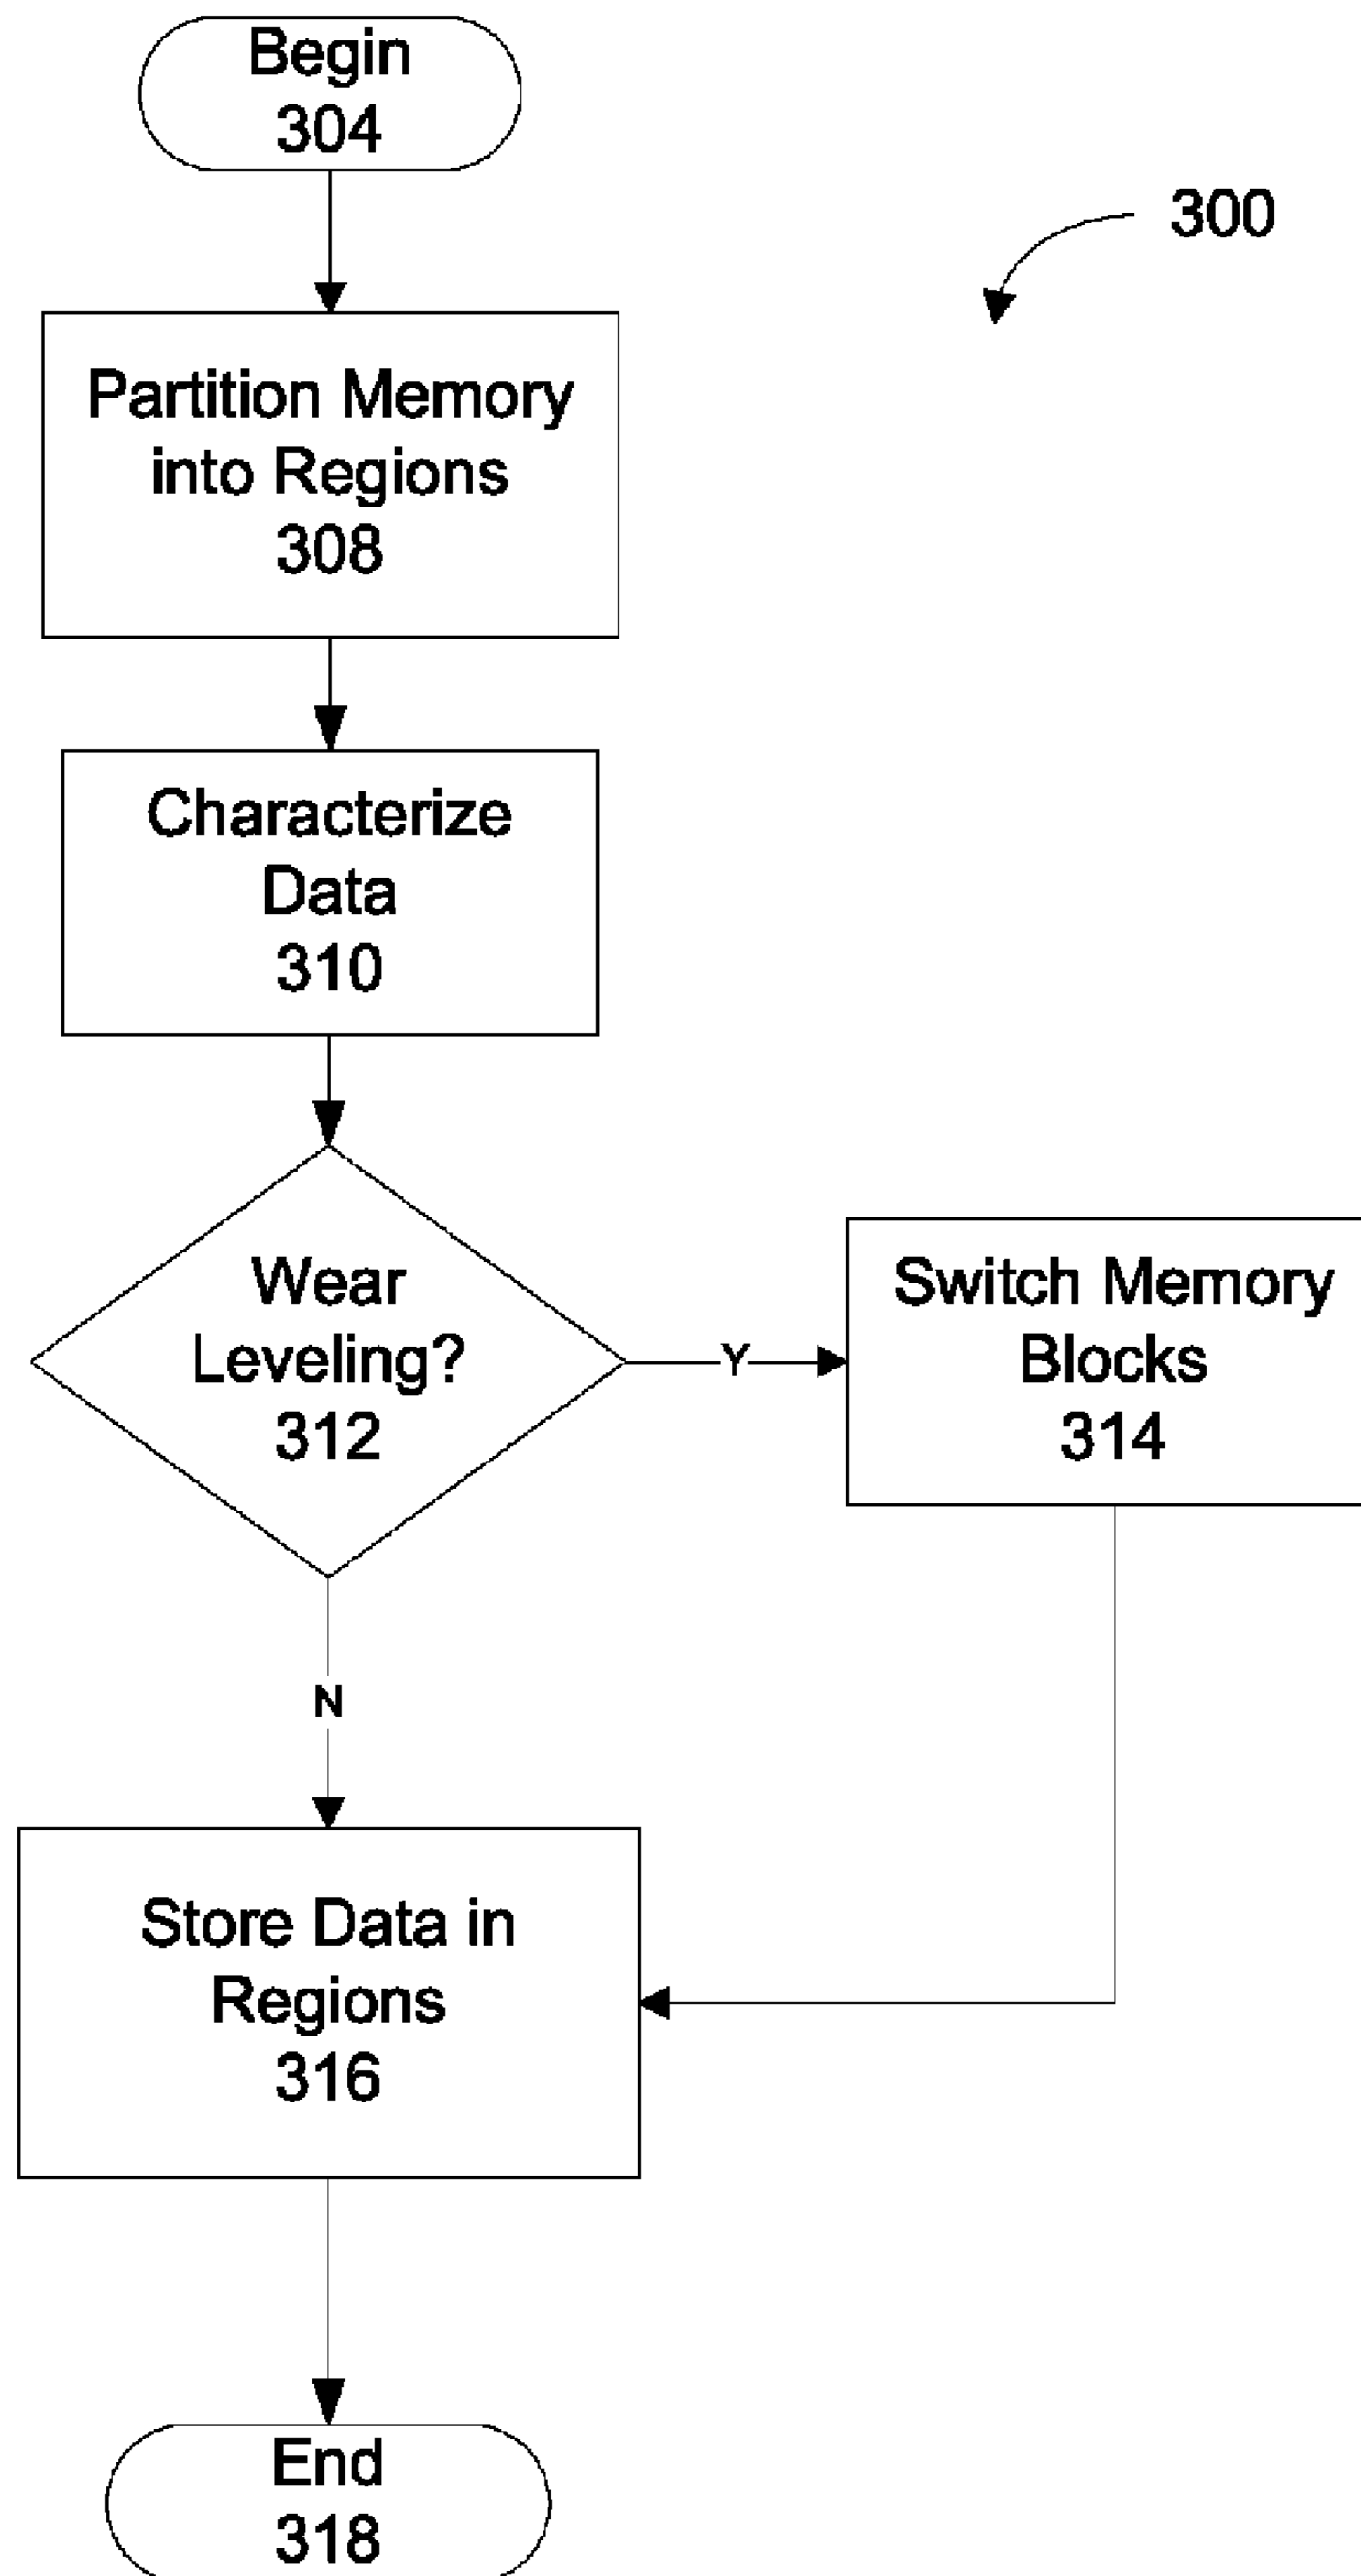 Begin
304
300
Partition Memory
into Regions
308
Characterize
Data
310
Wear
Leveling?
312
Y
Switch Memory
Blocks
314
N
Store Data in
Regions
316
End
318